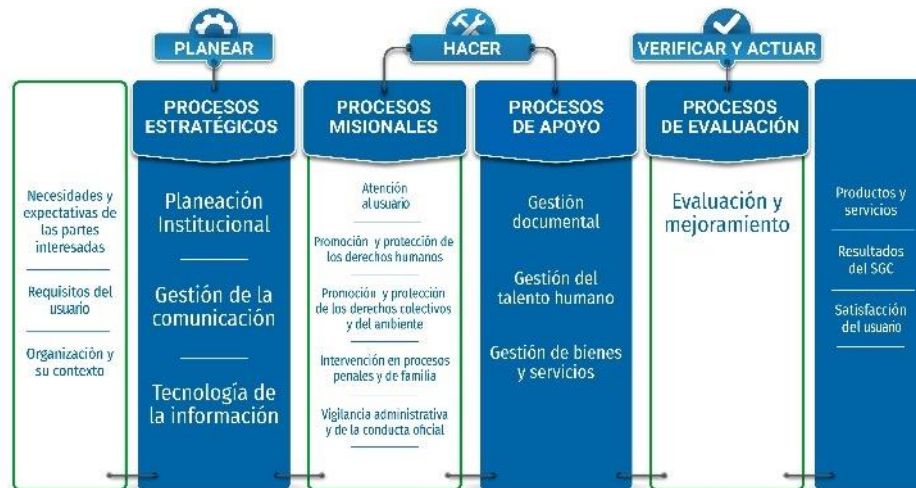 PLANEAR
HACER
VERIFICAR Y ACTUAR
Necesidades y
expectativas de
las partes
interesadas
Requisitos del
usuario
Organización y
su contexto
PROCESOS
ESTRATÉGICOS
Planeación
Institucional
Gestión de la
comunicación
Tecnología de
la información
PROCESOS
MISIONALES
Atención
al usuario
Promoción y protección de
los derechos humanos
Promoción y protección
de los derechos colectivos
y del ambiente
Intervención en procesos
penales y de familia
Vigilancia administrativa
y de la conducta oficial
PROCESOS
DE APOYO
Gestión
documental
Gestión del
talento humano
Gestión de bienes
y servicios
PROCESOS
DE EVALUACIÓN
Evaluación y
mejoramiento
Productos y
servicios
Resultados
del SGC
Satisfacción
del usuario